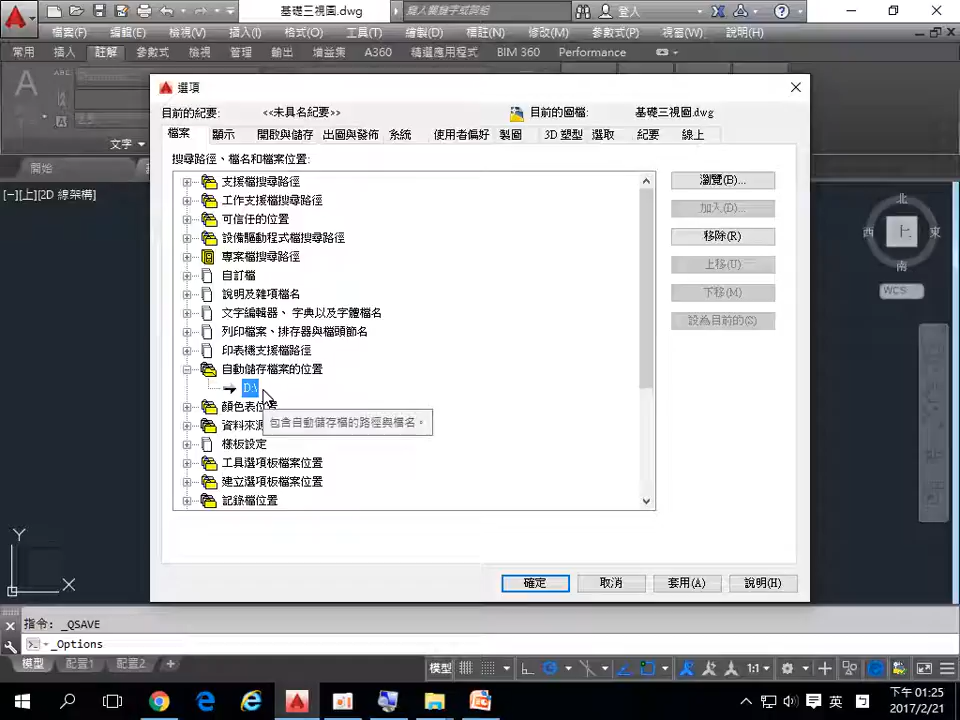 基礎三視圖.dwg
鍵入關鍵字或片語
登入
檔案(F) 編輯(E) 檢視(V) 插入(I) 格式(O) 工具(T) 繪製(D) 標註(N) 修改(M) 參數式(P) 視窗(W) 說明(H)
常用 插入 註解 參數式 檢視 管理 輸出 增益集 A360 精選應用程式 BIM 360 Performance
文字
開始
[−][上][2D 線架構]
選項
目前的紀要: <<未具名紀要>> 目前的圖檔: 基礎三視圖.dwg
檔案 顯示 開啟與儲存 出圖與發佈 系統 使用者偏好 製圖 3D 塑型 選取 紀要 線上
搜尋路徑、檔名和檔案位置:
支援檔搜尋路徑
工作支援檔搜尋路徑
可信任的位置
設備驅動程式檔搜尋路徑
專案檔搜尋路徑
自訂檔
說明及雜項檔名
文字編輯器、 字典以及字體檔名
列印檔案、排存器與檔頭節名
印表機支援檔路徑
自動儲存檔案的位置
D:\
顏色表位置
包含自動儲存檔的路徑與檔名。
資料來源
樣板設定
工具選項板檔案位置
建立選項板檔案位置
記錄檔位置
瀏覽(B)...
加入(D)...
移除(R)
上移(U)
下移(M)
設為目前的(S)
確定 取消 套用(A) 說明(H)
北
西 上 東
南
WCS
Y
X
指令: _QSAVE
_Options
模型 配置1 配置2 +
模型 1:1
英
下午 01:25
2017/2/21